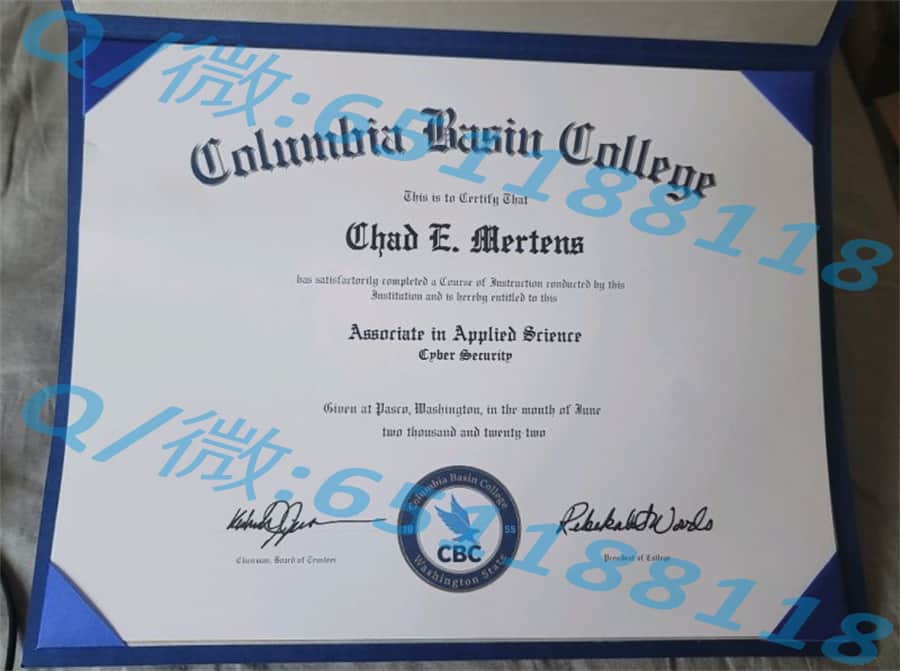 Q/微:651188118
Columbia Basin College
This is to Certify That
Chad E. Mertens
has satisfactorily completed a Course of Instruction conducted by this
Institution and is hereby entitled to this
Associate in Applied Science
Cyber Security
Given at Pasco, Washington, in the month of June
two thousand and twenty-two
Q/微:651188118
Columbia Basin College
19 55
CBC
Washington State
Chairman, Board of Trustees
President of College